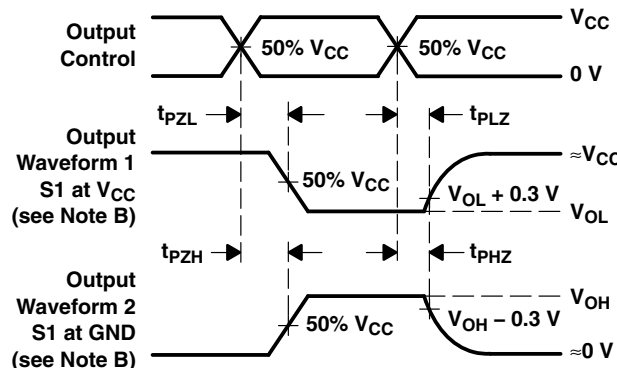 Output
Control
50% VCC
50% VCC
VCC
0 V
tPZL
tPLZ
Output
Waveform 1
S1 at VCC
(see Note B)
50% VCC
≈VCC
VOL + 0.3 V
VOL
tPZH
tPHZ
Output
Waveform 2
S1 at GND
(see Note B)
50% VCC
VOH
VOH − 0.3 V
≈0 V